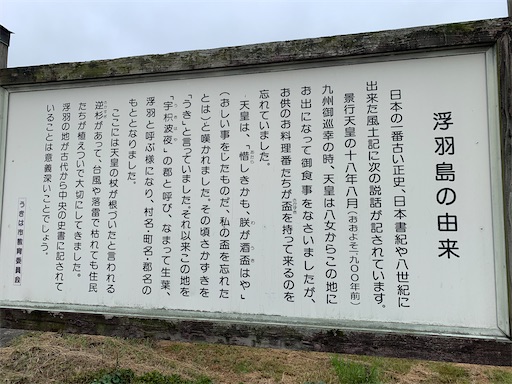 浮羽島の由来
日本の一番古い正史、日本書紀や八世紀に
出来た風土記に次の説話が記されています。
景行天皇の十八年八月（おおよそ一九〇〇年前）
九州御巡幸の時、天皇は八女からこの地に
お出になって御食事をなさいましたが、
お供のお料理番たちが盃を持って来るのを
忘れていました。
天皇は、「惜しきかも、朕が酒盃はや」
（おしい事をしたものだ、私の盃を忘れた
とは）と嘆かれました。その頃さかずきを
「うき」と言っていました。それ以来この地を
「宇枳波夜」の郡と呼び、なまって生葉、
浮羽と呼ぶ様になり、村名・町名・郡名の
もととなりました。
「ここには天皇の杖が根づいたと言われる
逆杉があって、台風や落雷で枯れても住民
たちが植えついで大切にしてきました。
浮羽の地が古代から中央の史書に記されて
いることは意義深いことでしょう。
うきは市教育委員会